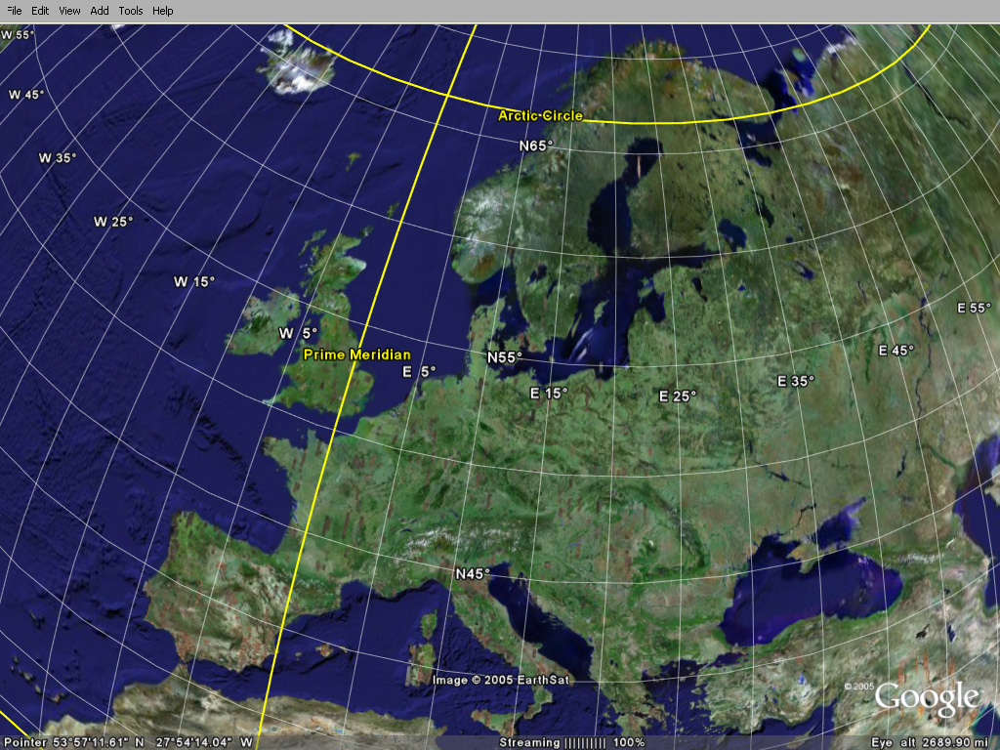 File Edit View Add Tools Help
W 55°
W 45°
Arctic Circle
N65°
W 35°
W 25°
W 15°
E 55°
W 5°
Prime Meridian
N55°
E 45°
E 5°
E 35°
E 15°
E 25°
N45°
Image © 2005 EarthSat
©2005 Google
Pointer 53°57'11.61" N 27°54'14.04" W Streaming |||||||||| 100% Eye alt 2689.90 mi